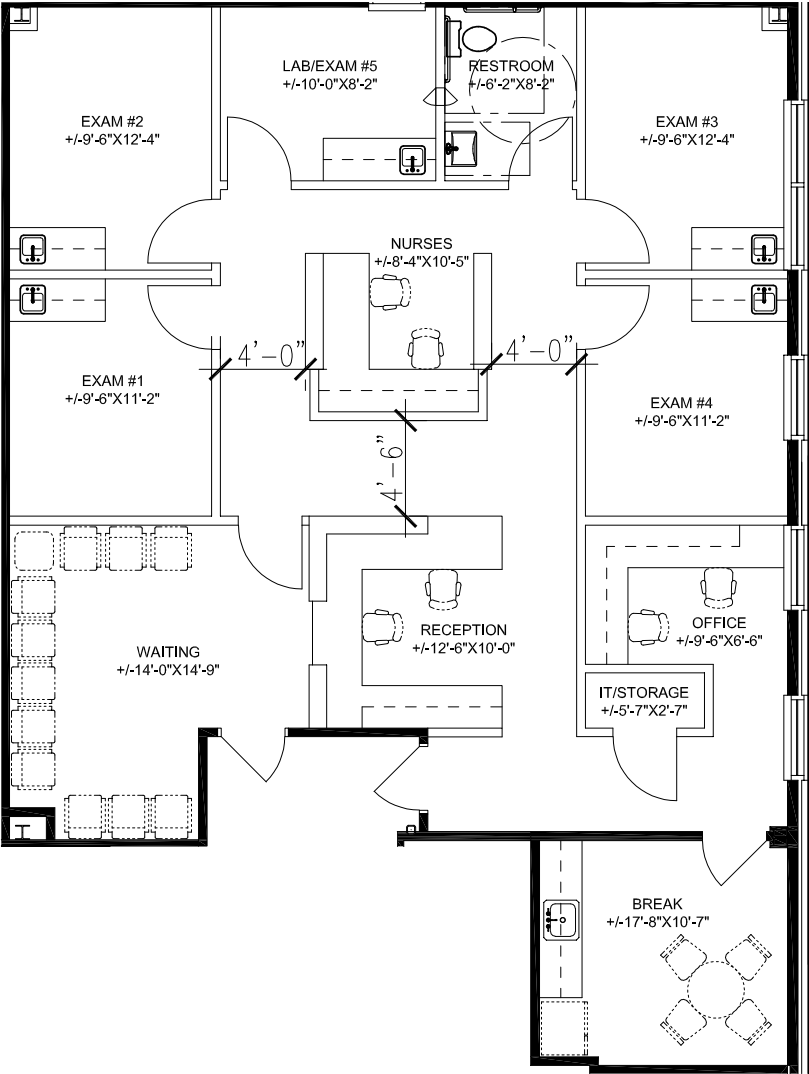 LAB/EXAM #5
+/-10'-0"X8'-2"
RESTROOM
+/-6'-2"X8'-2"
EXAM #2
+/-9'-6"X12'-4"
EXAM #3
+/-9'-6"X12'-4"
NURSES
+/-8'-4"X10'-5"
4'-0"
4'-0"
EXAM #1
+/-9'-6"X11'-2"
EXAM #4
+/-9'-6"X11'-2"
4'-6"
WAITING
+/-14'-0"X14'-9"
RECEPTION
+/-12'-6"X10'-0"
OFFICE
+/-9'-6"X6'-6"
IT/STORAGE
+/-5'-7"X2'-7"
BREAK
+/-17'-8"X10'-7"